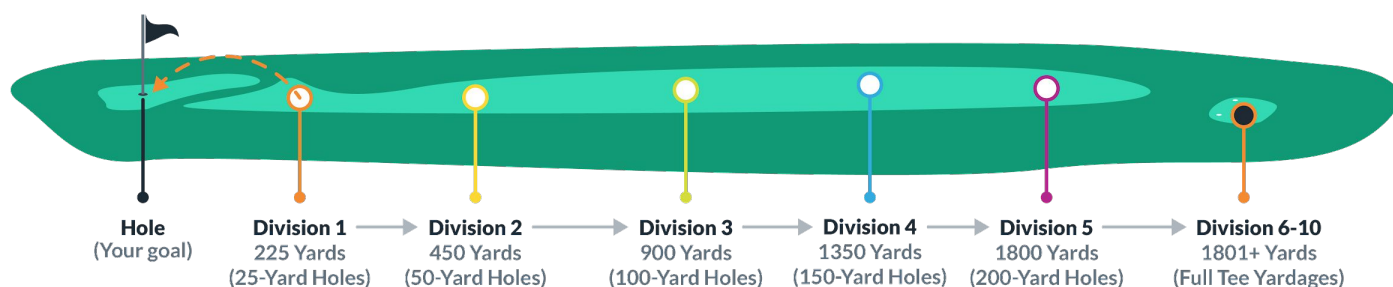 Hole
(Your goal)
Division 1
225 Yards
(25-Yard Holes)
Division 2
450 Yards
(50-Yard Holes)
Division 3
900 Yards
(100-Yard Holes)
Division 4
1350 Yards
(150-Yard Holes)
Division 5
1800 Yards
(200-Yard Holes)
Division 6-10
1801+ Yards
(Full Tee Yardages)